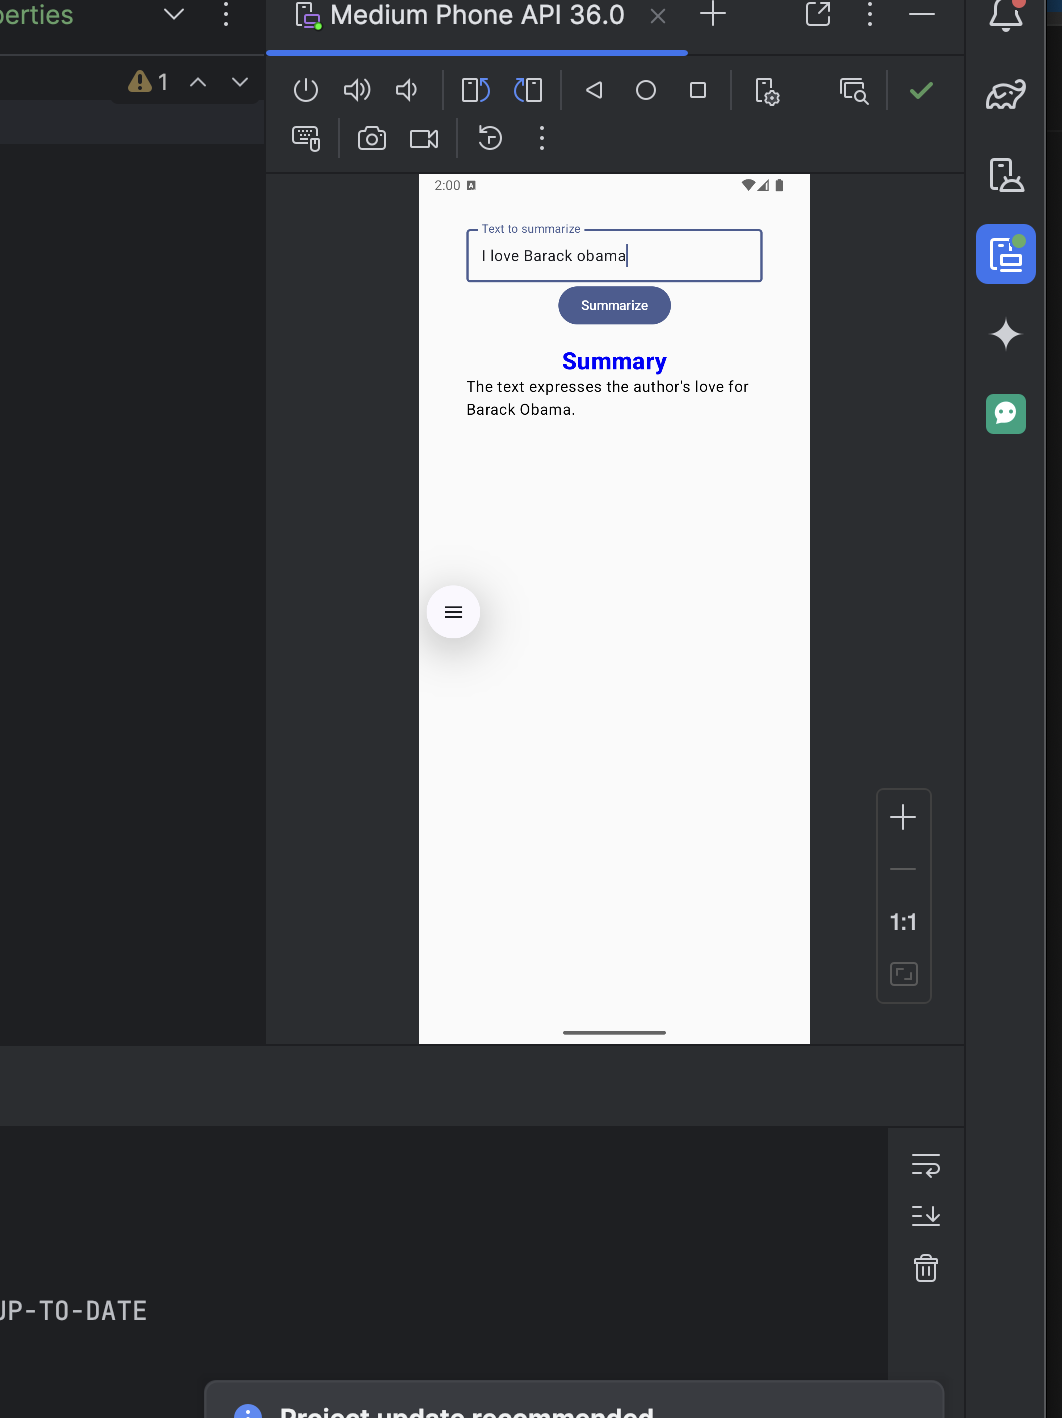 perties
Medium Phone API 36.0
1
2:00
Text to summarize
I love Barack obama
Summarize
Summary
The text expresses the author's love for
Barack Obama.
1:1
UP-TO-DATE
Project update recommended